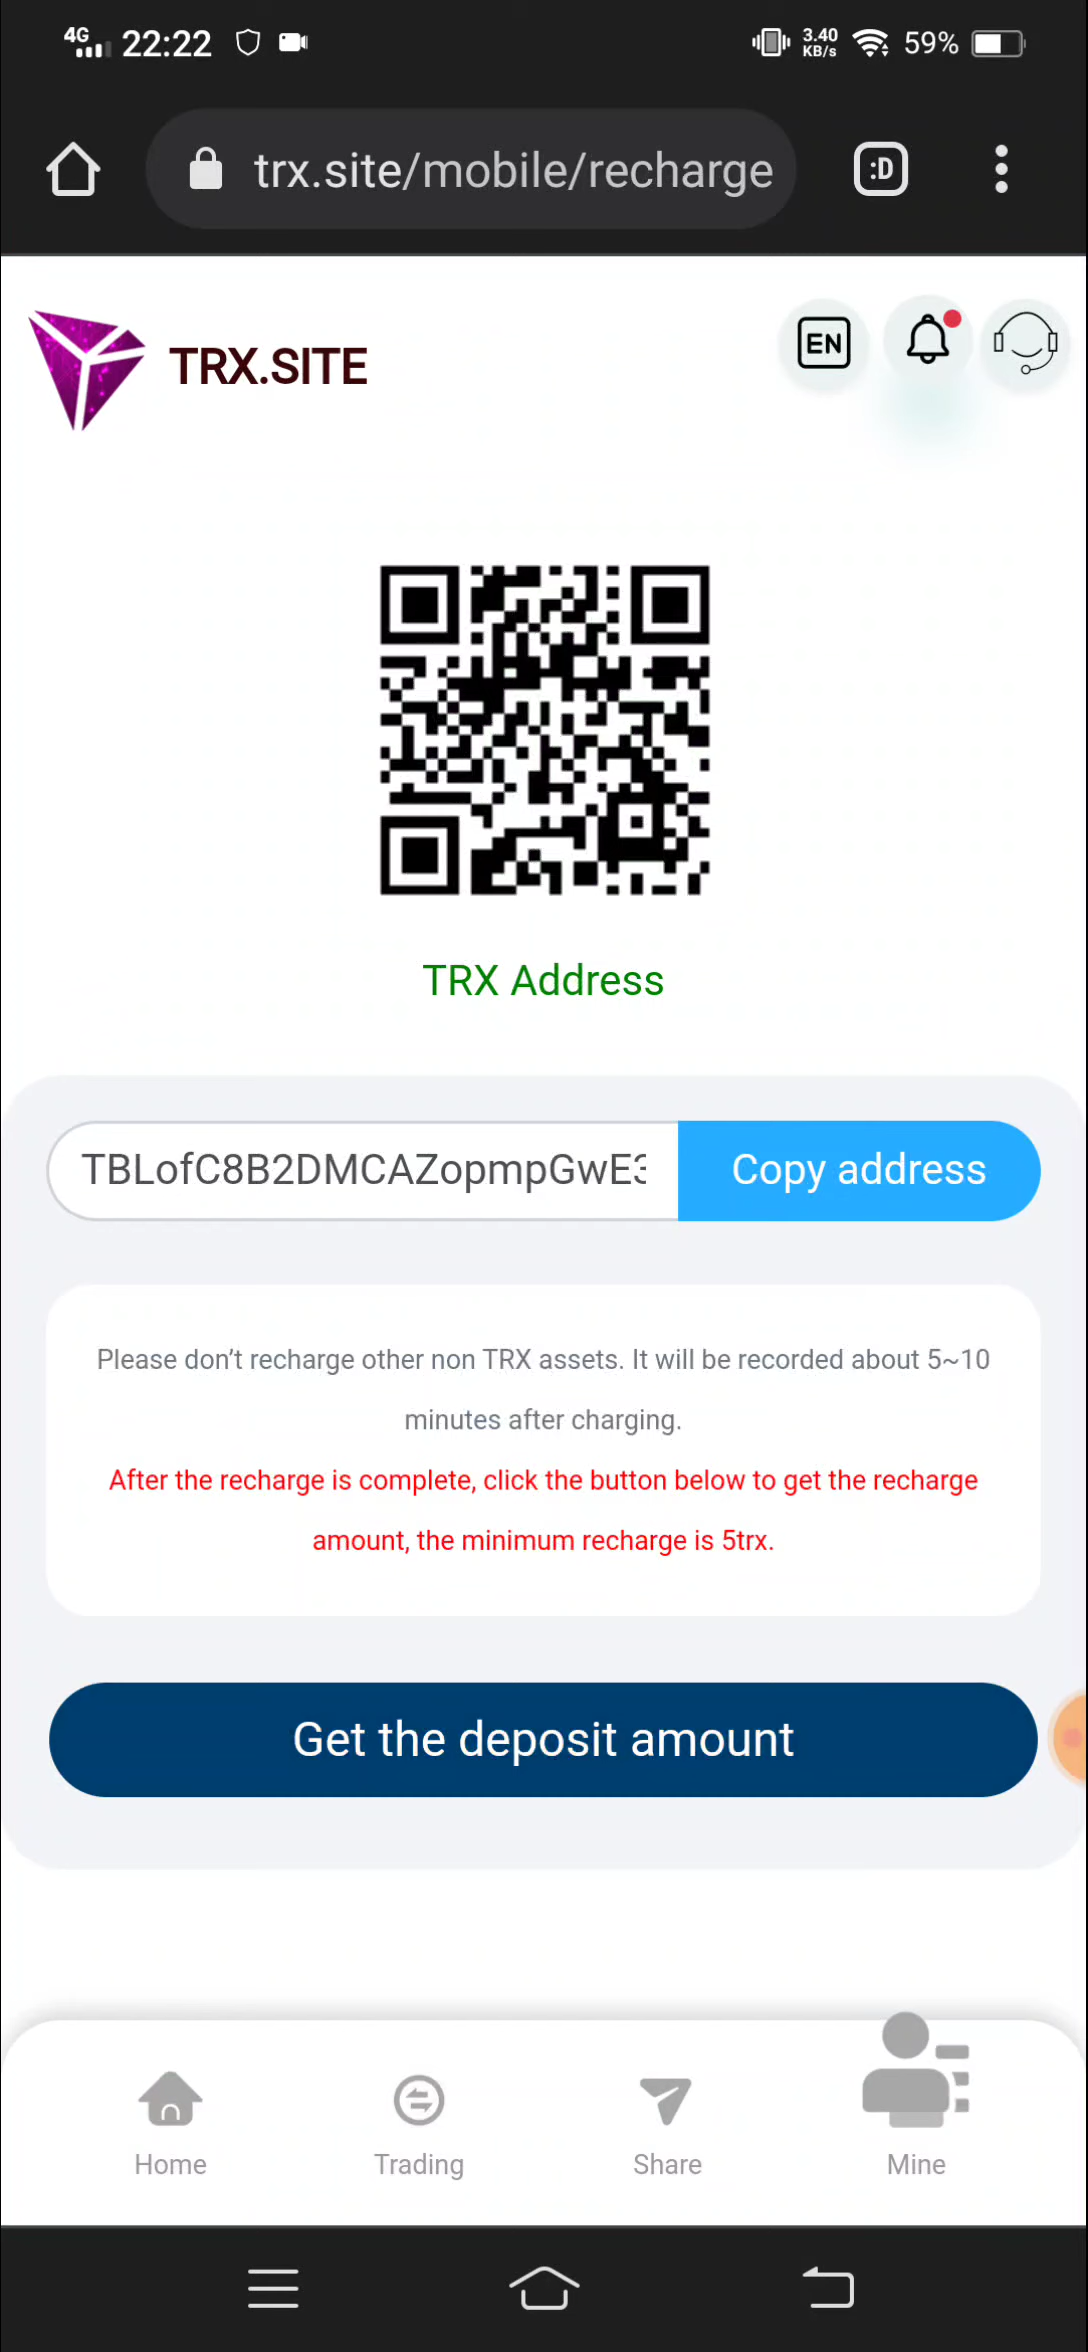 4G 22:22 3.40 KB/s 59%
trx.site/mobile/recharge :D
TRX.SITE EN
TRX Address
TBLofC8B2DMCAZopmpGwE3 Copy address
Please don't recharge other non TRX assets. It will be recorded about 5~10
minutes after charging.
After the recharge is complete, click the button below to get the recharge
amount, the minimum recharge is 5trx.
Get the deposit amount
Home Trading Share Mine